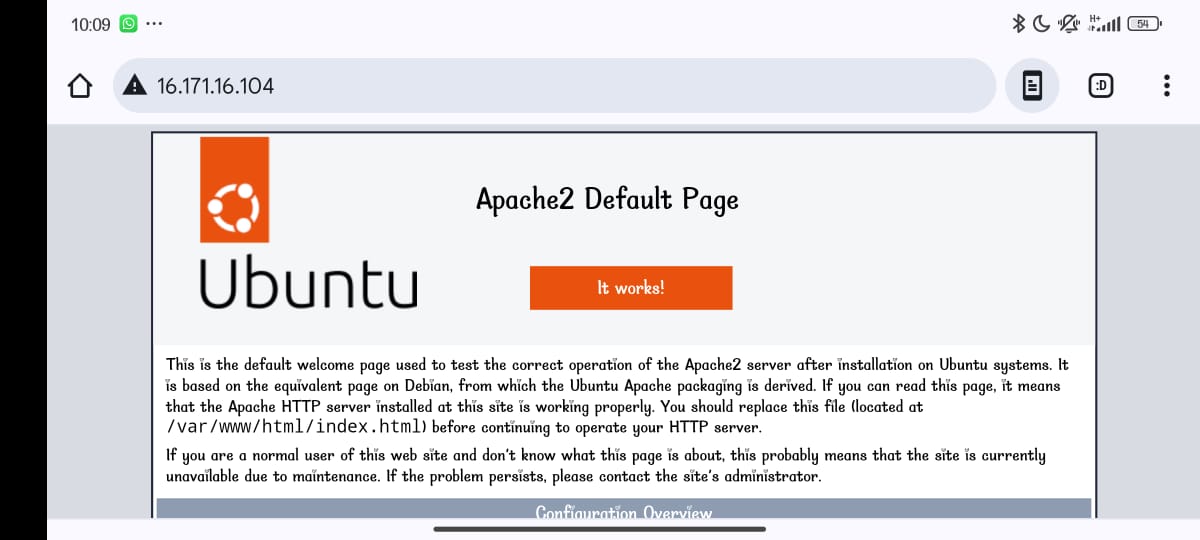 10:09
H+
54
16.171.16.104
:D
Apache2 Default Page
Ubuntu
It works!
This is the default welcome page used to test the correct operation of the Apache2 server after installation on Ubuntu systems. It
is based on the equivalent page on Debian, from which the Ubuntu Apache packaging is derived. If you can read this page, it means
that the Apache HTTP server installed at this site is working properly. You should replace this file (located at
/var/www/html/index.html) before continuing to operate your HTTP server.
If you are a normal user of this web site and don't know what this page is about, this probably means that the site is currently
unavailable due to maintenance. If the problem persists, please contact the site's administrator.
Configuration Overview